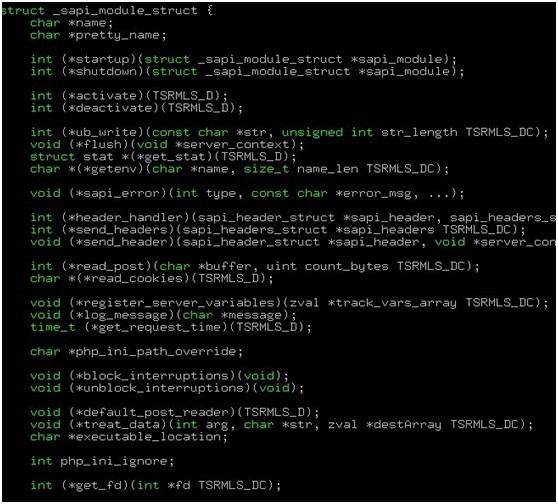 struct _sapi_module_struct {
char *name;
char *pretty_name;
int (*startup)(struct _sapi_module_struct *sapi_module);
int (*shutdown)(struct _sapi_module_struct *sapi_module);
int (*activate)(TSRMLS_D);
int (*deactivate)(TSRMLS_D);
int (*ub_write)(const char *str, unsigned int str_length TSRMLS_DC);
void (*flush)(void *server_context);
struct stat *(*get_stat)(TSRMLS_D);
char *(*getenv)(char *name, size_t name_len TSRMLS_DC);
void (*sapi_error)(int type, const char *error_msg, ...);
int (*header_handler)(sapi_header_struct *sapi_header, sapi_headers_s
int (*send_headers)(sapi_headers_struct *sapi_headers TSRMLS_DC);
void (*send_header)(sapi_header_struct *sapi_header, void *server_con
int (*read_post)(char *buffer, uint count_bytes TSRMLS_DC);
char *(*read_cookies)(TSRMLS_D);
void (*register_server_variables)(zval *track_vars_array TSRMLS_DC);
void (*log_message)(char *message);
time_t (*get_request_time)(TSRMLS_D);
char *php_ini_path_override;
void (*block_interruptions)(void);
void (*unblock_interruptions)(void);
void (*default_post_reader)(TSRMLS_D);
void (*treat_data)(int arg, char *str, zval *destArray TSRMLS_DC);
char *executable_location;
int php_ini_ignore;
int (*get_fd)(int *fd TSRMLS_DC);